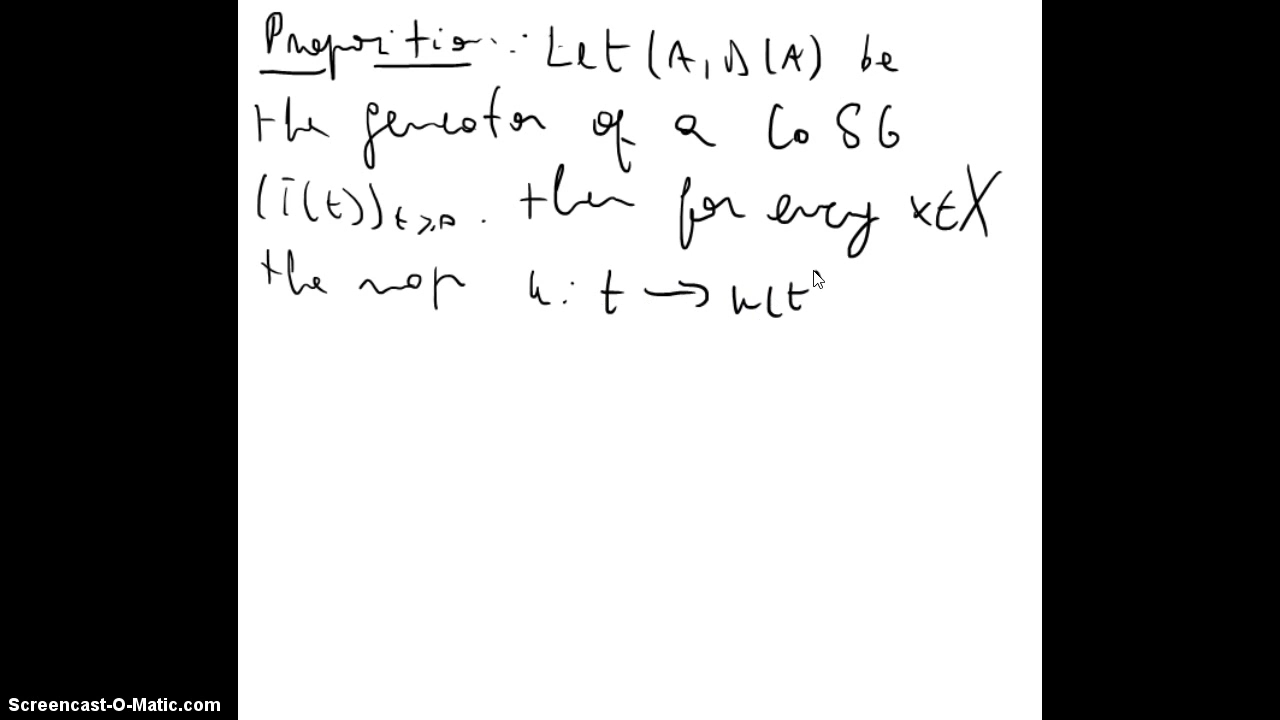 Proposition: Let (A, D(A) be
the generator of a C₀ SG
(T(t))t≥0. then for every x∈X
the map u: t → u(t
Screencast-O-Matic.com